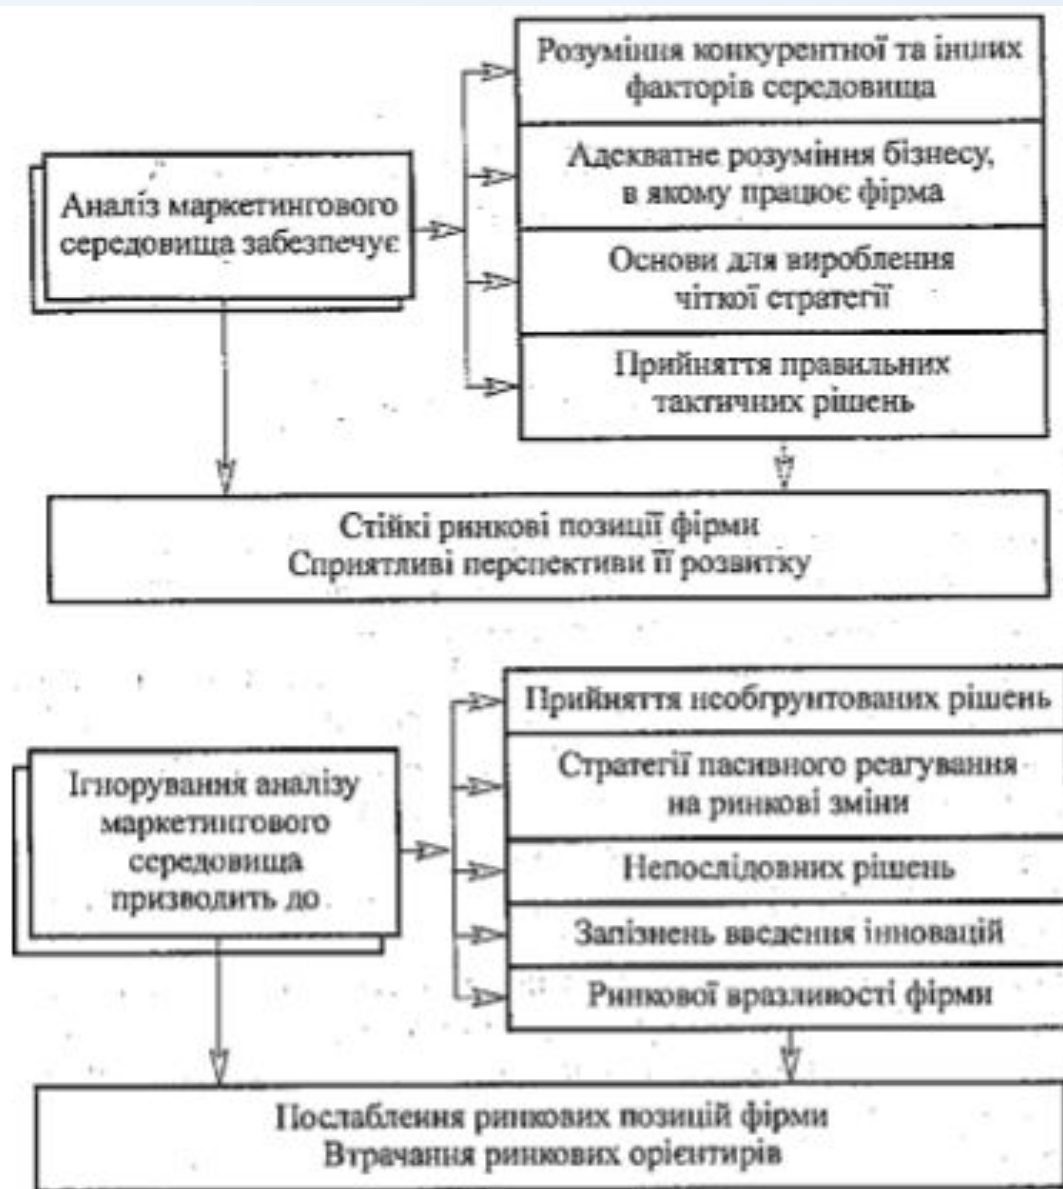 Аналіз маркетингового
середовища забезпечує
Розуміння конкурентної та інших
факторів середовища
Адекватне розуміння бізнесу,
в якому працює фірма
Основи для вироблення
чіткої стратегії
Прийняття правильних
тактичних рішень
Стійкі ринкові позиції фірми
Сприятливі перспективи її розвитку
Ігнорування аналізу
маркетингового
середовища
призводить до
Прийняття необгрунтованих рішень
Стратегії пасивного реагування
на ринкові зміни
Непослідовних рішень
Запізнень введення інновацій
Ринкової вразливості фірми
Послаблення ринкових позицій фірми
Втрачання ринкових орієнтирів